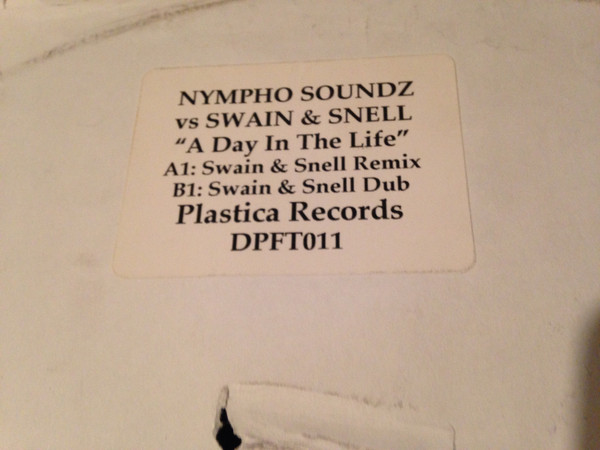 NYMPHO SOUNDZ
vs SWAIN & SNELL
“A Day In The Life”
A1: Swain & Snell Remix
B1: Swain & Snell Dub
Plastica Records
DPFT011